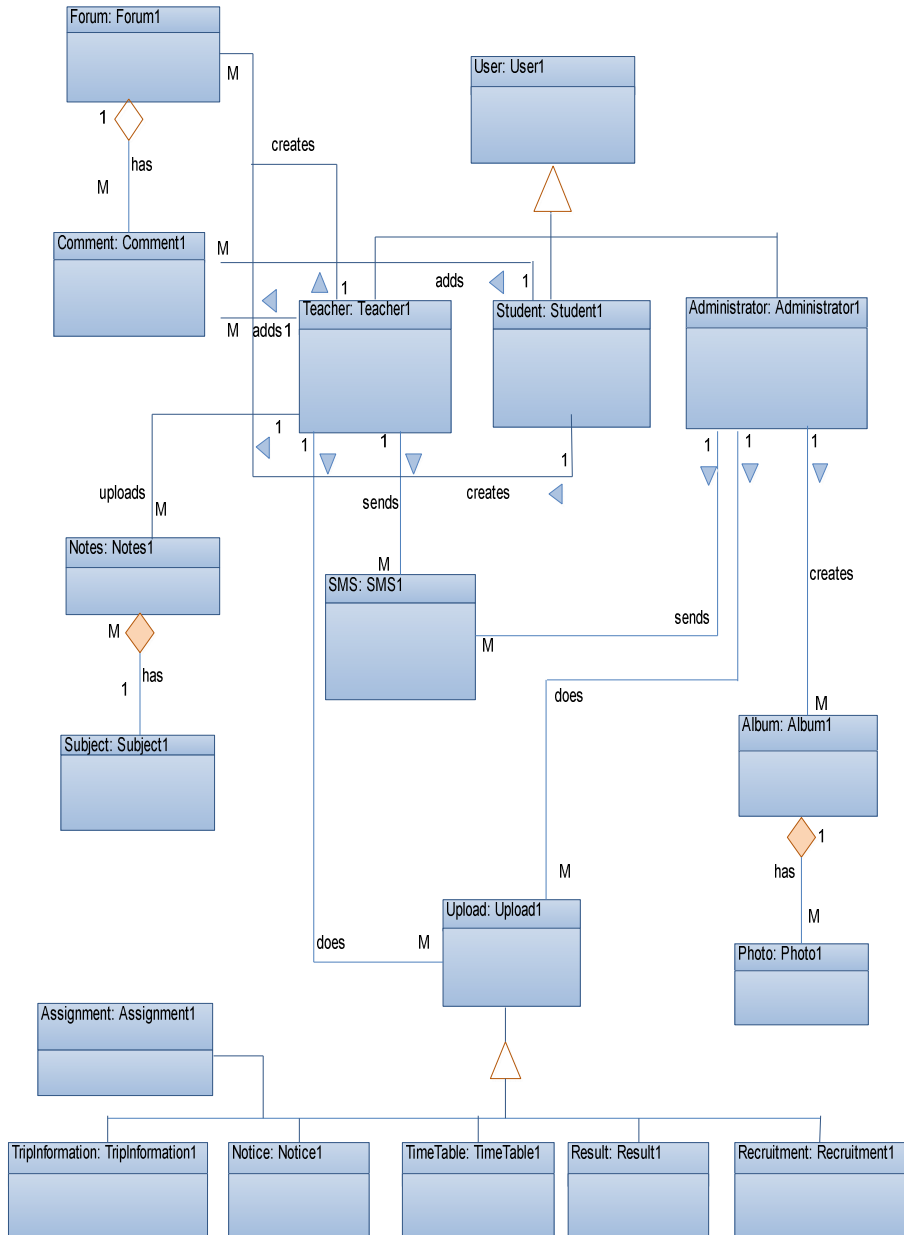 Forum: Forum1
M
User: User1
1
creates
has
M
Comment: Comment1
M
adds
1
1
M
adds 1
Teacher: Teacher1
Student: Student1
Administrator: Administrator1
1
1
1
1
1
1
1
uploads
M
sends
creates
Notes: Notes1
M
SMS: SMS1
creates
sends
M
M
has
1
does
M
Subject: Subject1
Album: Album1
1
has
M
Upload: Upload1
M
does
M
Photo: Photo1
Assignment: Assignment1
TripInformation: TripInformation1
Notice: Notice1
TimeTable: TimeTable1
Result: Result1
Recruitment: Recruitment1